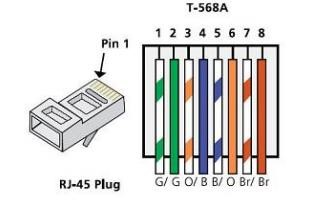 T-568A
1 2 3 4 5 6 7 8
Pin 1
G/ G O/ B B/ O Br/ Br
RJ-45 Plug